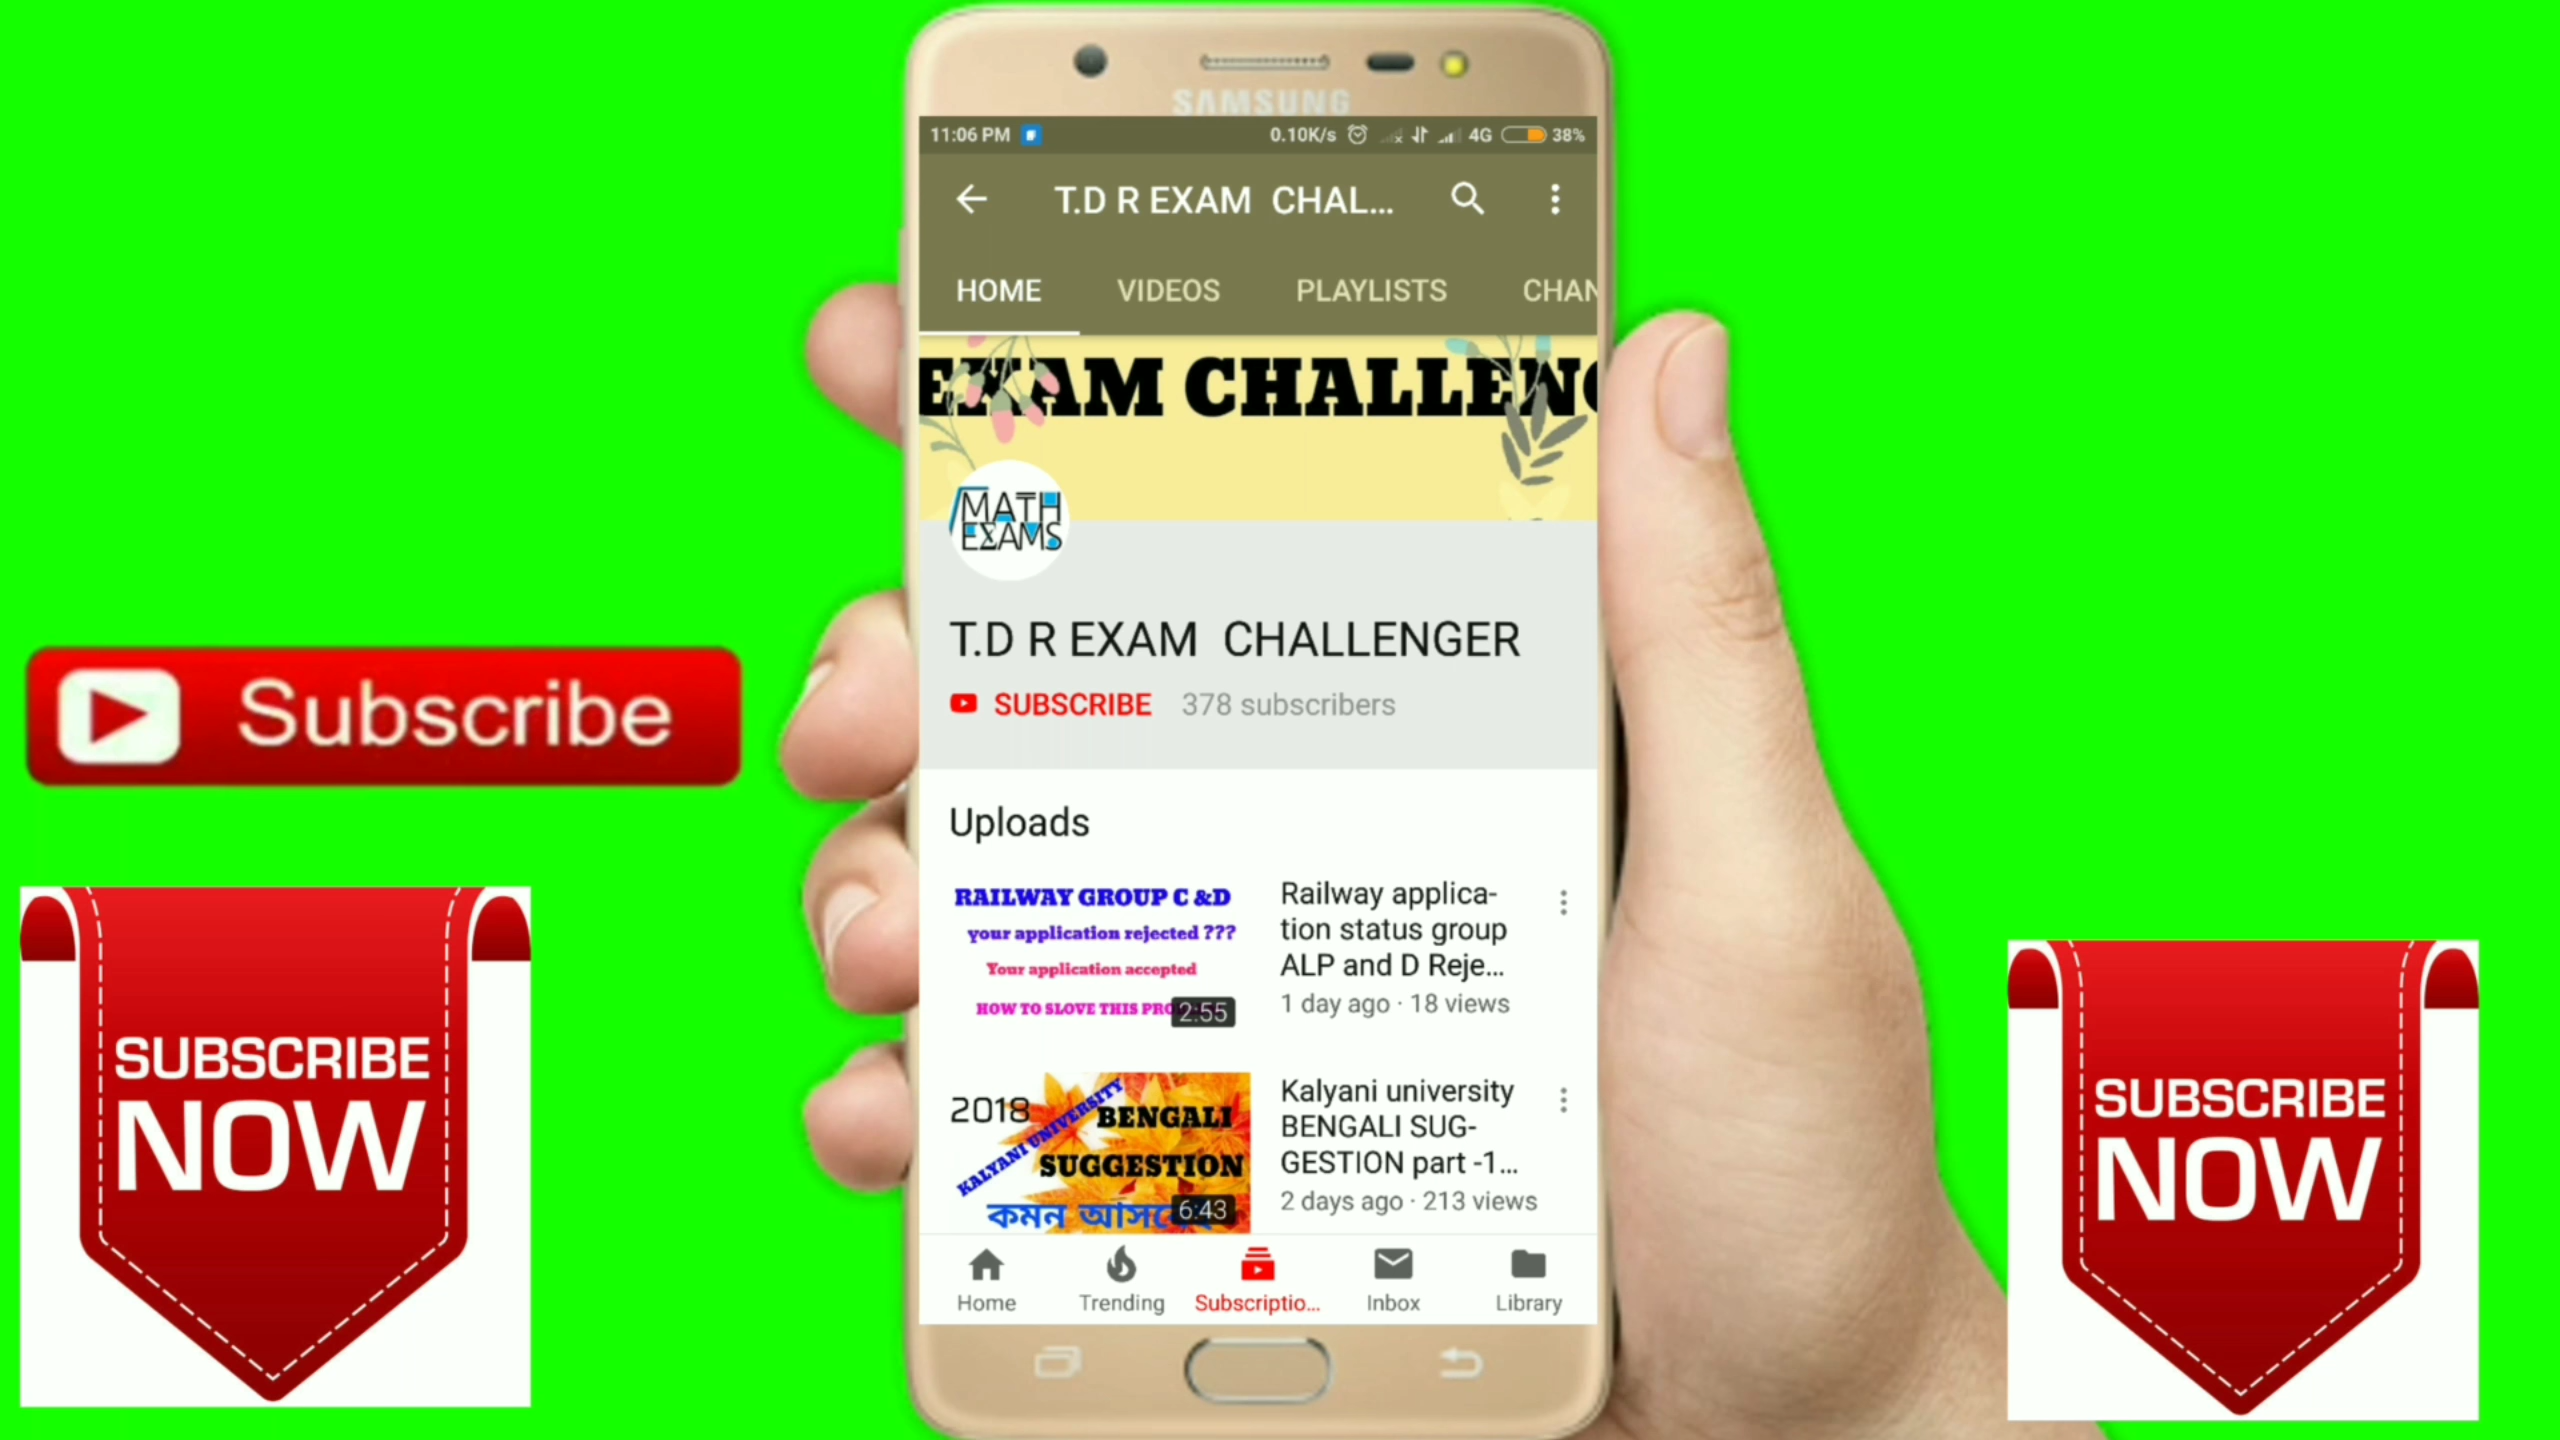 SAMSUNG
11:06 PM 0.10K/s 4G 38%
T.D R EXAM CHAL...
HOME VIDEOS PLAYLISTS CHAN
EXAM CHALLENG
MATH
EXAMS
T.D R EXAM CHALLENGER
SUBSCRIBE 378 subscribers
Subscribe
Uploads
RAILWAY GROUP C &D
your application rejected ???
Your application accepted
HOW TO SLOVE THIS PRO
2:55
Railway applica-
tion status group
ALP and D Reje...
1 day ago · 18 views
2018
KALYANI UNIVERSITY
BENGALI
SUGGESTION
কমন
6:43
Kalyani university
BENGALI SUG-
GESTION part -1...
2 days ago · 213 views
Home Trending Subscriptio... Inbox Library
SUBSCRIBE
NOW
SUBSCRIBE
NOW